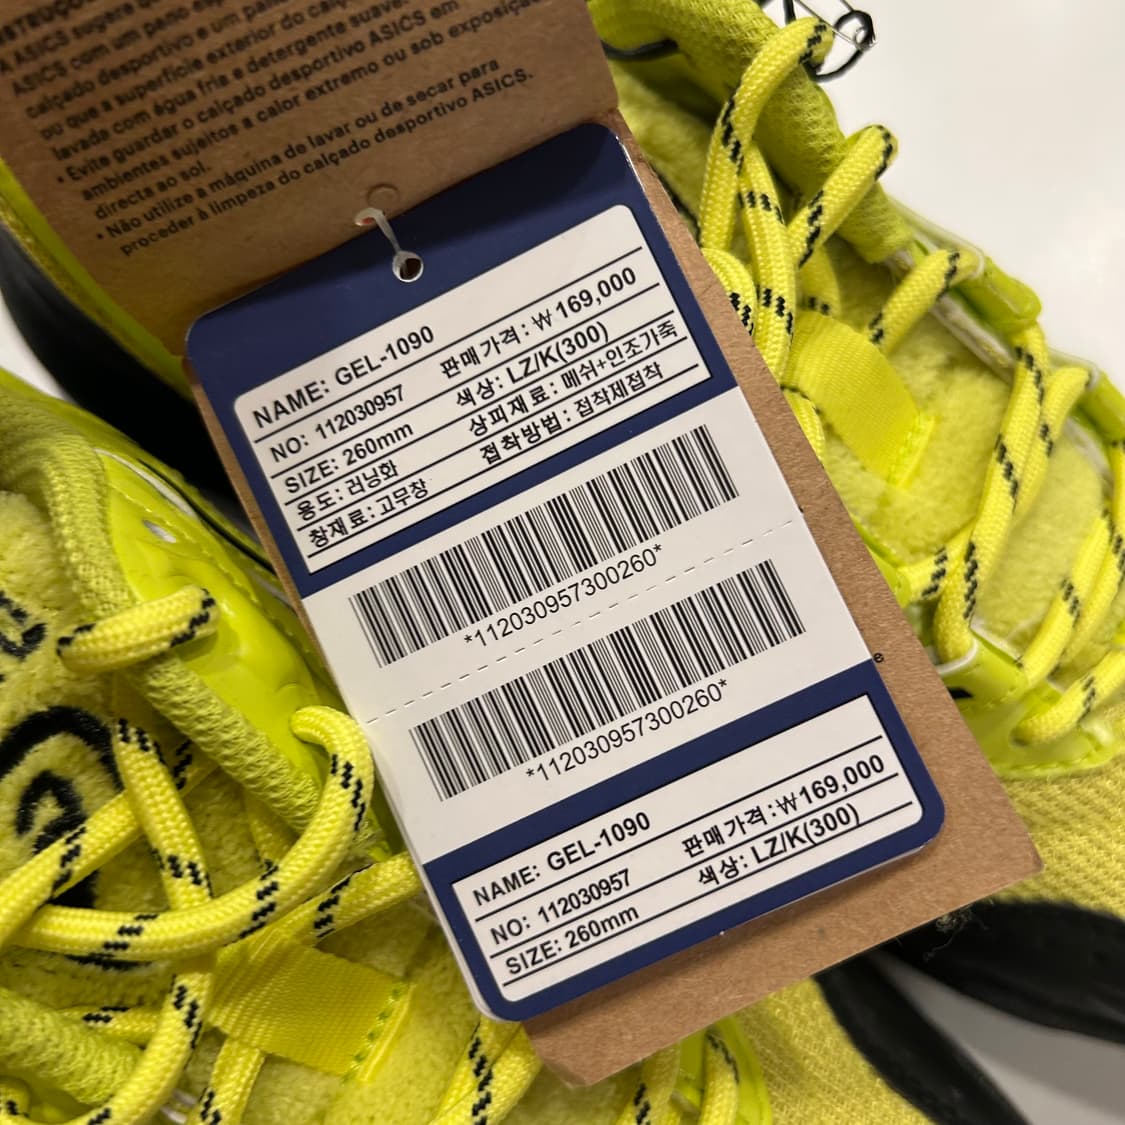 ASICS sugere
ASICS com um pano
calçado desportivo e um pano
ou que a superfície exterior do calçado
lavada com água fria e detergente suave.
• Evite guardar o calçado desportivo ASICS em
ambientes sujeitos a calor extremo ou sob exposição
directa ao sol.
• Não utilize a máquina de lavar ou de secar para
proceder à limpeza do calçado desportivo ASICS.
NAME: GEL-1090 판매가격: ₩169,000
NO: 112030957 색상: LZ/K(300)
SIZE: 260mm 상피재료: 메쉬+인조가죽
용도: 러닝화 접착방법: 접착제접착
창재료: 고무창
*112030957300260*
*112030957300260*
NAME: GEL-1090 판매가격: ₩169,000
NO: 112030957 색상: LZ/K(300)
SIZE: 260mm